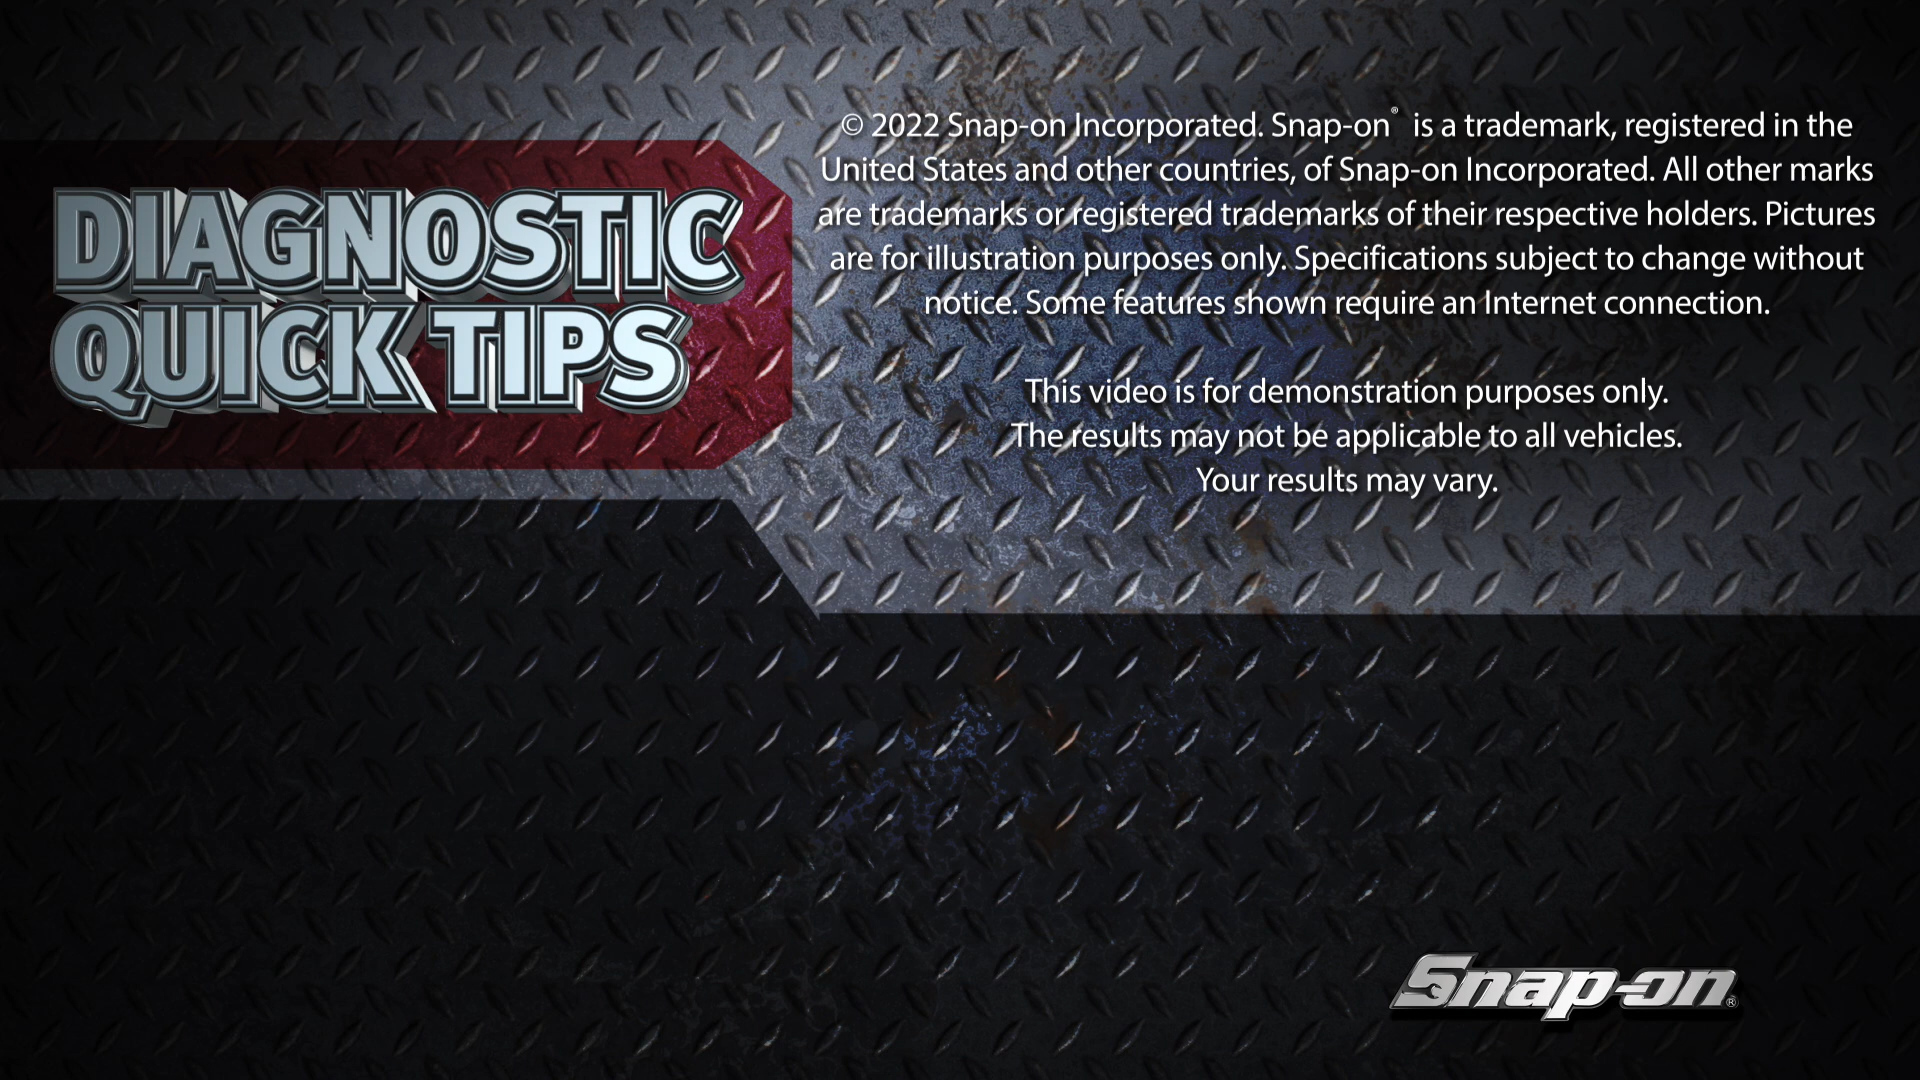 DIAGNOSTIC
QUICK TIPS
© 2022 Snap-on Incorporated. Snap-on® is a trademark, registered in the
United States and other countries, of Snap-on Incorporated. All other marks
are trademarks or registered trademarks of their respective holders. Pictures
are for illustration purposes only. Specifications subject to change without
notice. Some features shown require an Internet connection.
This video is for demonstration purposes only.
The results may not be applicable to all vehicles.
Your results may vary.
Snap-on®